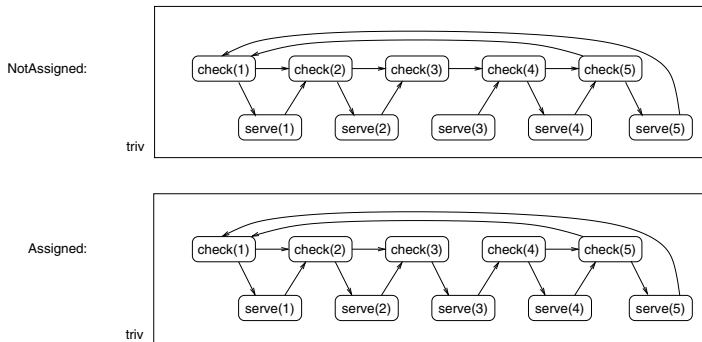 NotAssigned:
check(1) check(2) check(3) check(4) check(5)
serve(1) serve(2) serve(3) serve(4) serve(5)
triv
Assigned:
check(1) check(2) check(3) check(4) check(5)
serve(1) serve(2) serve(3) serve(4) serve(5)
triv